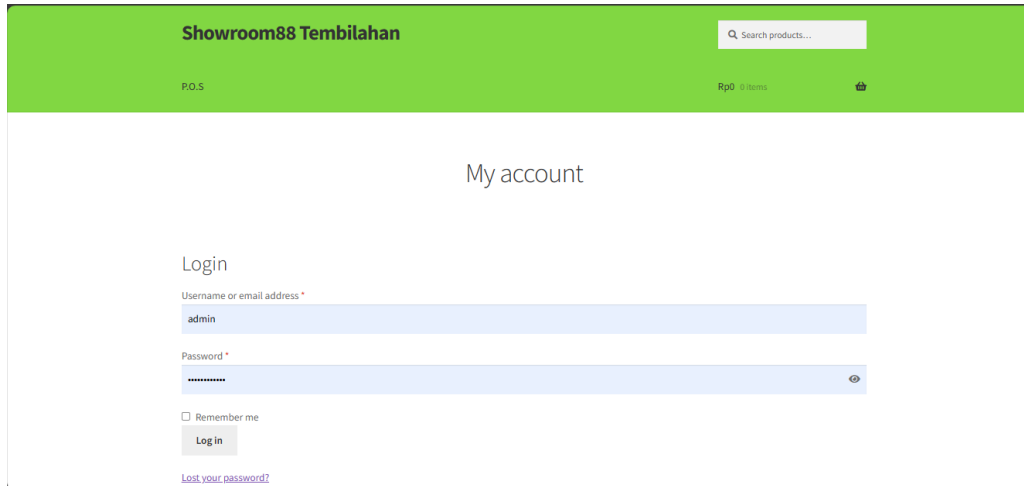 Showroom88 Tembilahan
Search products...
P.O.S
Rp0 0 items
My account
Login
Username or email address *
admin
Password *
••••••••••••
Remember me
Log in
Lost your password?